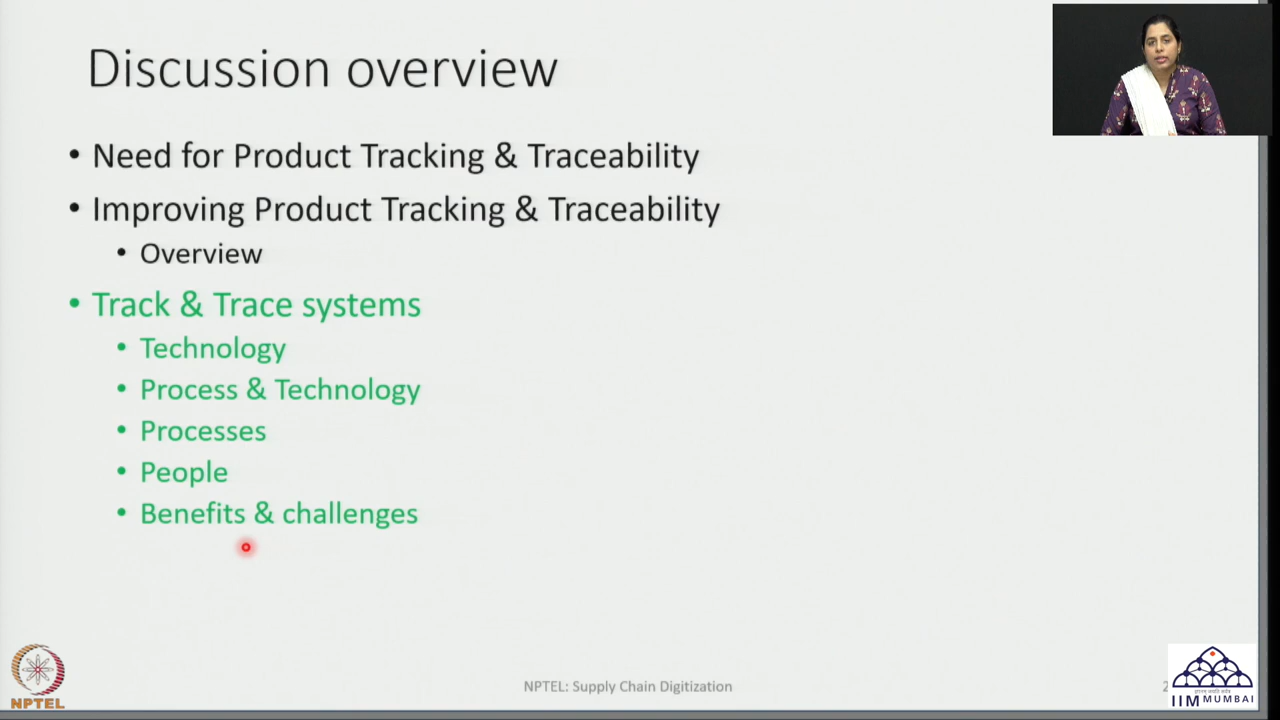 Discussion overview
• Need for Product Tracking & Traceability
• Improving Product Tracking & Traceability
• Overview
• Track & Trace systems
• Technology
• Process & Technology
• Processes
• People
• Benefits & challenges
NPTEL
NPTEL: Supply Chain Digitization
2
IIM MUMBAI